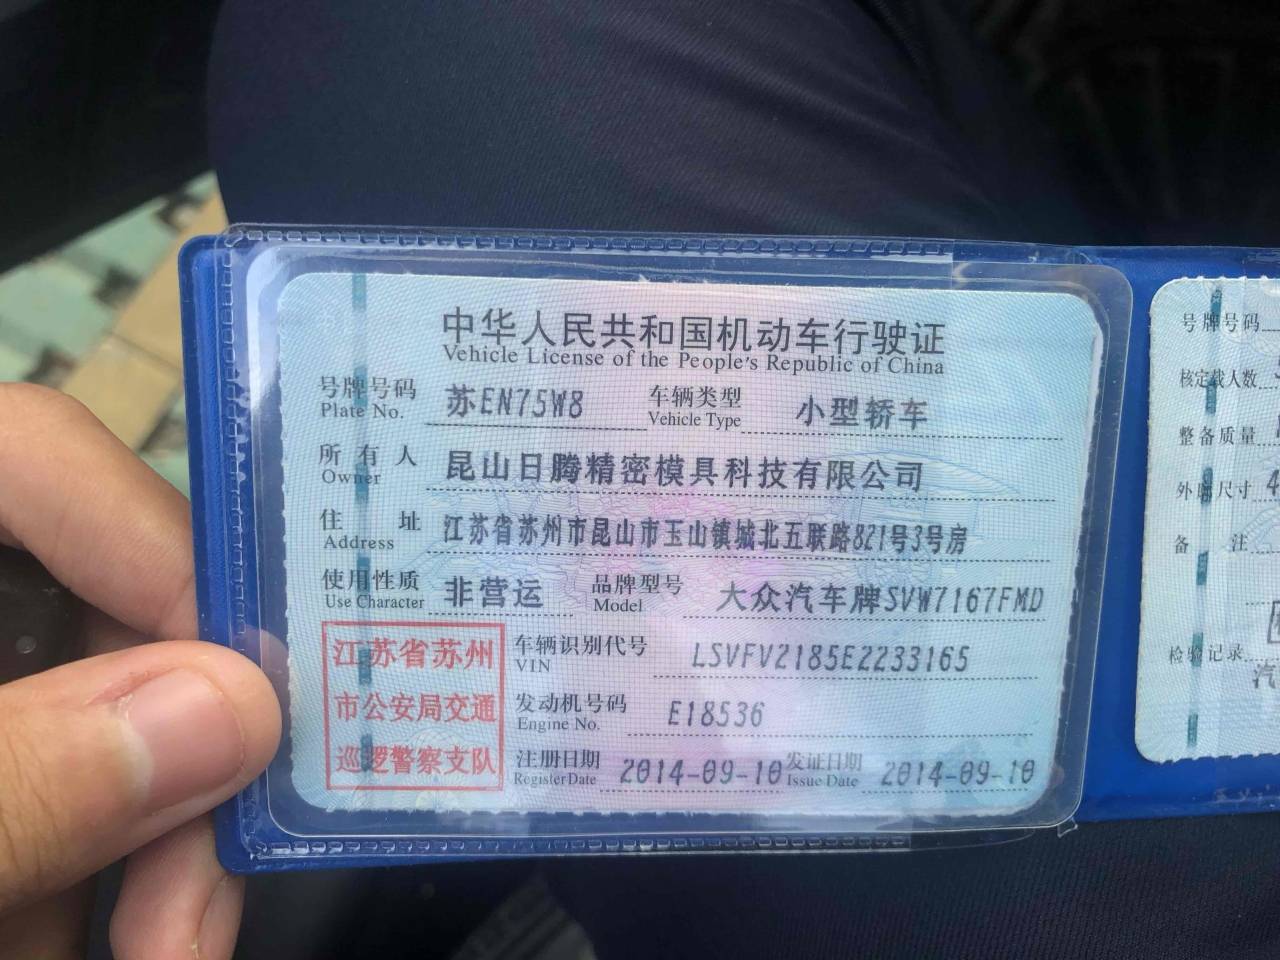 中华人民共和国机动车行驶证
Vehicle License of the People's Republic of China
号牌号码 苏EN75W8 车辆类型 小型轿车
Plate No. Vehicle Type
所有人 昆山日腾精密模具科技有限公司
Owner
住址 江苏省苏州市昆山市玉山镇城北五联路821号3号房
Address
使用性质 非营运 品牌型号 大众汽车牌SVW7167FMD
Use Character Model
江苏省苏州
市公安局交通
巡逻警察支队
车辆识别代号 LSVFV2185E2233165
VIN
发动机号码 E18536
Engine No.
注册日期 2014-09-10 发证日期 2014-09-10
Register Date Issue Date
号牌号码
核定载人数
整备质量
外廓尺寸 4
备注
检验记录
汽